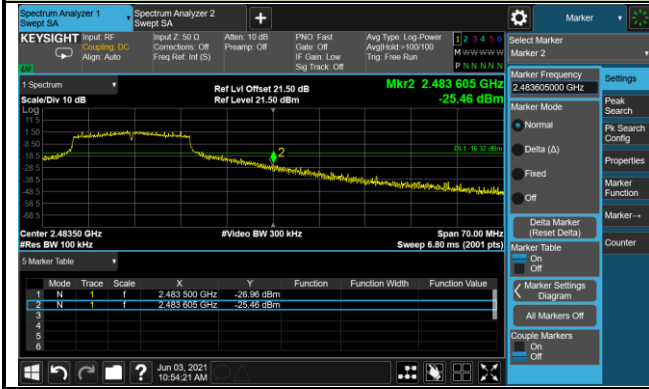 Spectrum Analyzer 1
Swept SA
Spectrum Analyzer 2
Swept SA
Marker
KEYSIGHT
Input: RF
Coupling: DC
Align: Auto
Input Z: 50 Ω
Corrections: Off
Freq Ref: Int (S)
Atten: 10 dB
Preamp: Off
PNO: Fast
Gate: Off
IF Gain: Low
Sig Track: Off
Avg Type: Log-Power
Avg|Hold:>100/100
Trig: Free Run
1 2 3 4 5 6
M W W W W W
P N N N N N
LVI
1 Spectrum
Scale/Div 10 dB
Log
Ref Lvl Offset 21.50 dB
Ref Level 21.50 dBm
Mkr2 2.483 605 GHz
-25.46 dBm
11.5
1.50
-8.50
-18.5
-28.5
-38.5
-48.5
-58.5
-68.5
2
DL1 -16.32 dBm
Center 2.48350 GHz
#Res BW 100 kHz
#Video BW 300 kHz
Span 70.00 MHz
Sweep 6.80 ms (2001 pts)
5 Marker Table
Mode Trace Scale X Y Function Function Width Function Value
1 N 1 f 2.483 500 GHz -26.96 dBm
2 N 1 f 2.483 605 GHz -25.46 dBm
3
4
5
6
Jun 03, 2021
10:54:21 AM
Select Marker
Marker 2
Marker Frequency
2.483605000 GHz
Marker Mode
Normal
Delta (Δ)
Fixed
Off
Delta Marker
(Reset Delta)
Marker Table
On
Off
Marker Settings
Diagram
All Markers Off
Couple Markers
On
Off
Settings
Peak
Search
Pk Search
Config
Properties
Marker
Function
Marker→
Counter